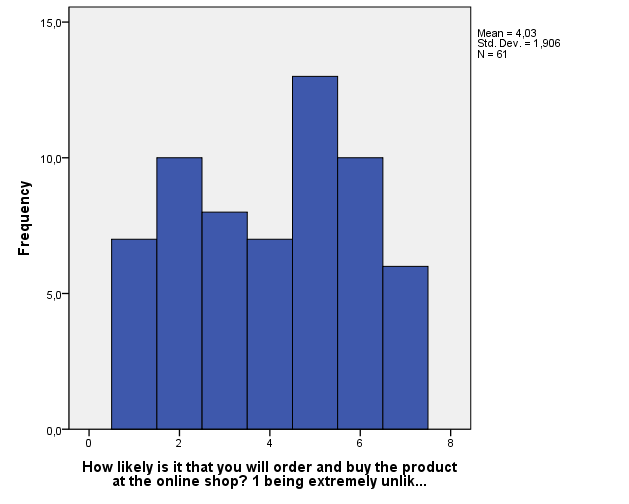 15,0
10,0
5,0
0,0
Frequency
0 2 4 6 8
How likely is it that you will order and buy the product
at the online shop? 1 being extremely unlik...
Mean = 4,03
Std. Dev. = 1,906
N = 61